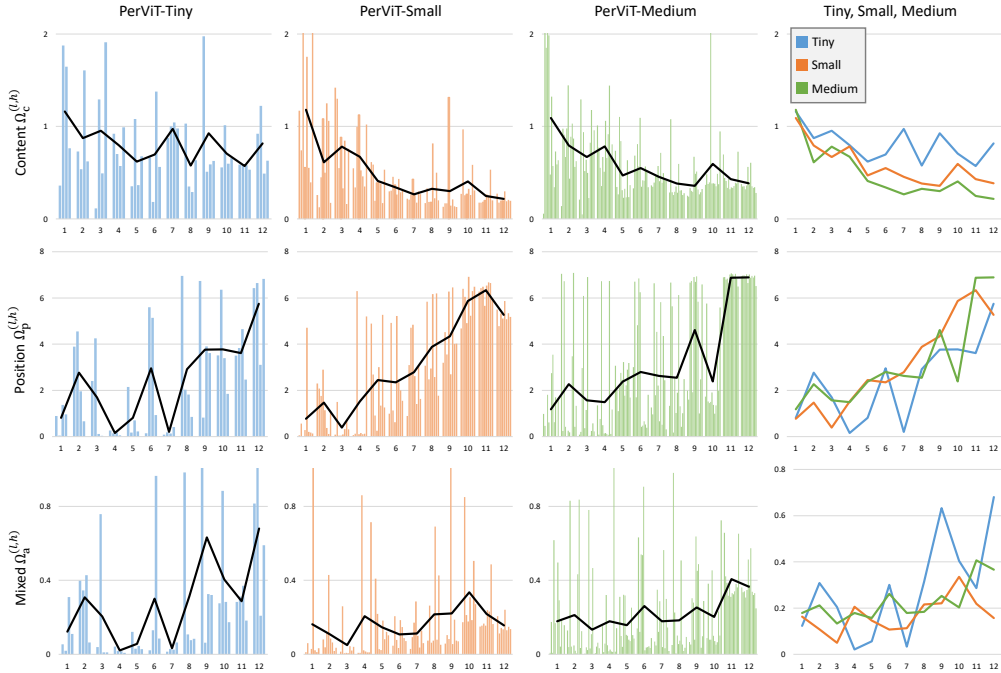 PerViT-Tiny PerViT-Small PerViT-Medium Tiny, Small, Medium
Content Ω_c^{(l,h)}
2 2 2 2
1 1 1 1
0 0 0 0
Tiny
Small
Medium
1 2 3 4 5 6 7 8 9 10 11 12 1 2 3 4 5 6 7 8 9 10 11 12 1 2 3 4 5 6 7 8 9 10 11 12 1 2 3 4 5 6 7 8 9 10 11 12
Position Ω_p^{(l,h)}
8 8 8 8
6 6 6 6
4 4 4 4
2 2 2 2
0 0 0 0
1 2 3 4 5 6 7 8 9 10 11 12 1 2 3 4 5 6 7 8 9 10 11 12 1 2 3 4 5 6 7 8 9 10 11 12 1 2 3 4 5 6 7 8 9 10 11 12
Mixed Ω_a^{(l,h)}
0.8 0.8 0.8 0.8
0.6
0.4 0.4 0.4 0.4
0.2
0 0 0 0
1 2 3 4 5 6 7 8 9 10 11 12 1 2 3 4 5 6 7 8 9 10 11 12 1 2 3 4 5 6 7 8 9 10 11 12 1 2 3 4 5 6 7 8 9 10 11 12